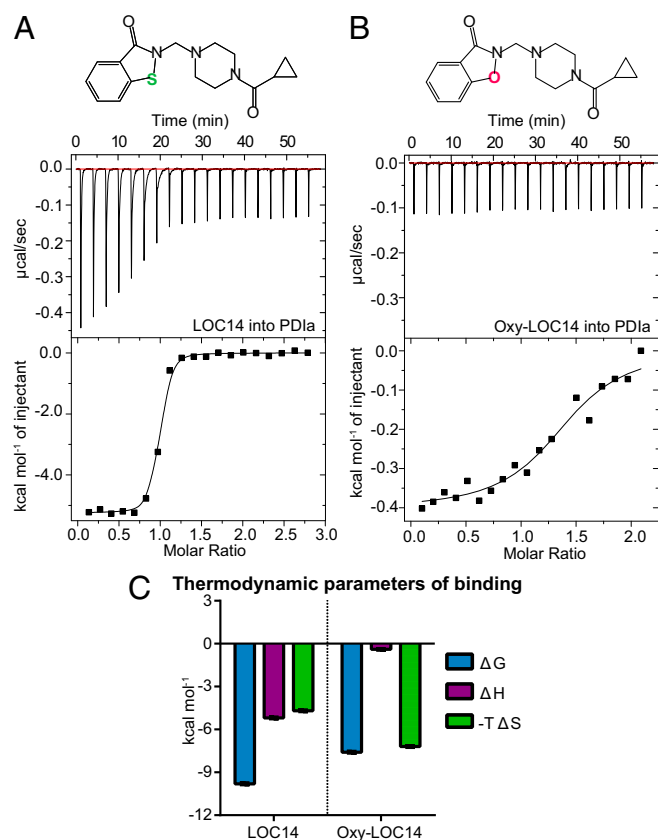 A
B
O
N
N
S
N
O
O
N
N
O
N
O
Time (min)
Time (min)
0 10 20 30 40 50
0 10 20 30 40 50
0.0
-0.1
-0.2
-0.3
-0.4
µcal/sec
LOC14 into PDIa
0.0
-0.1
-0.2
-0.3
µcal/sec
Oxy-LOC14 into PDIa
0.0
-2.0
-4.0
kcal mol⁻¹ of injectant
0.0 0.5 1.0 1.5 2.0 2.5 3.0
Molar Ratio
0.0
-0.1
-0.2
-0.3
-0.4
kcal mol⁻¹ of injectant
0.0 0.5 1.0 1.5 2.0
Molar Ratio
C
Thermodynamic parameters of binding
3
0
-3
-6
-9
-12
kcal mol⁻¹
ΔG
ΔH
-TΔS
LOC14
Oxy-LOC14